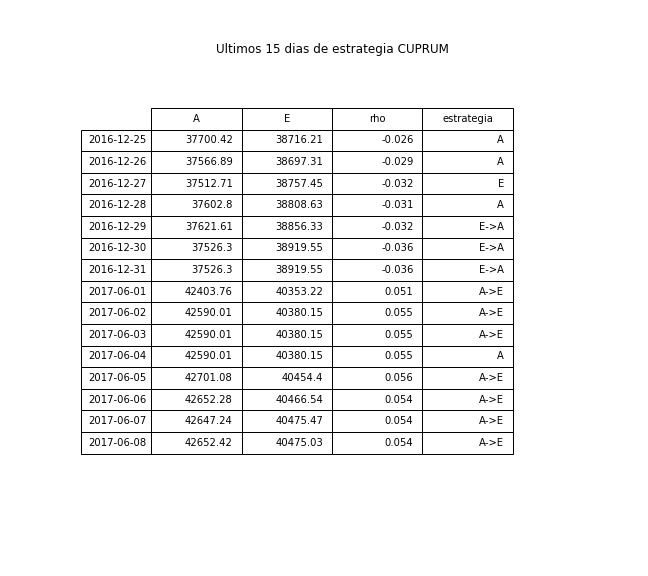 Ultimos 15 dias de estrategia CUPRUM
A E rho estrategia
2016-12-25 37700.42 38716.21 -0.026 A
2016-12-26 37566.89 38697.31 -0.029 A
2016-12-27 37512.71 38757.45 -0.032 E
2016-12-28 37602.8 38808.63 -0.031 A
2016-12-29 37621.61 38856.33 -0.032 E->A
2016-12-30 37526.3 38919.55 -0.036 E->A
2016-12-31 37526.3 38919.55 -0.036 E->A
2017-06-01 42403.76 40353.22 0.051 A->E
2017-06-02 42590.01 40380.15 0.055 A->E
2017-06-03 42590.01 40380.15 0.055 A->E
2017-06-04 42590.01 40380.15 0.055 A
2017-06-05 42701.08 40454.4 0.056 A->E
2017-06-06 42652.28 40466.54 0.054 A->E
2017-06-07 42647.24 40475.47 0.054 A->E
2017-06-08 42652.42 40475.03 0.054 A->E